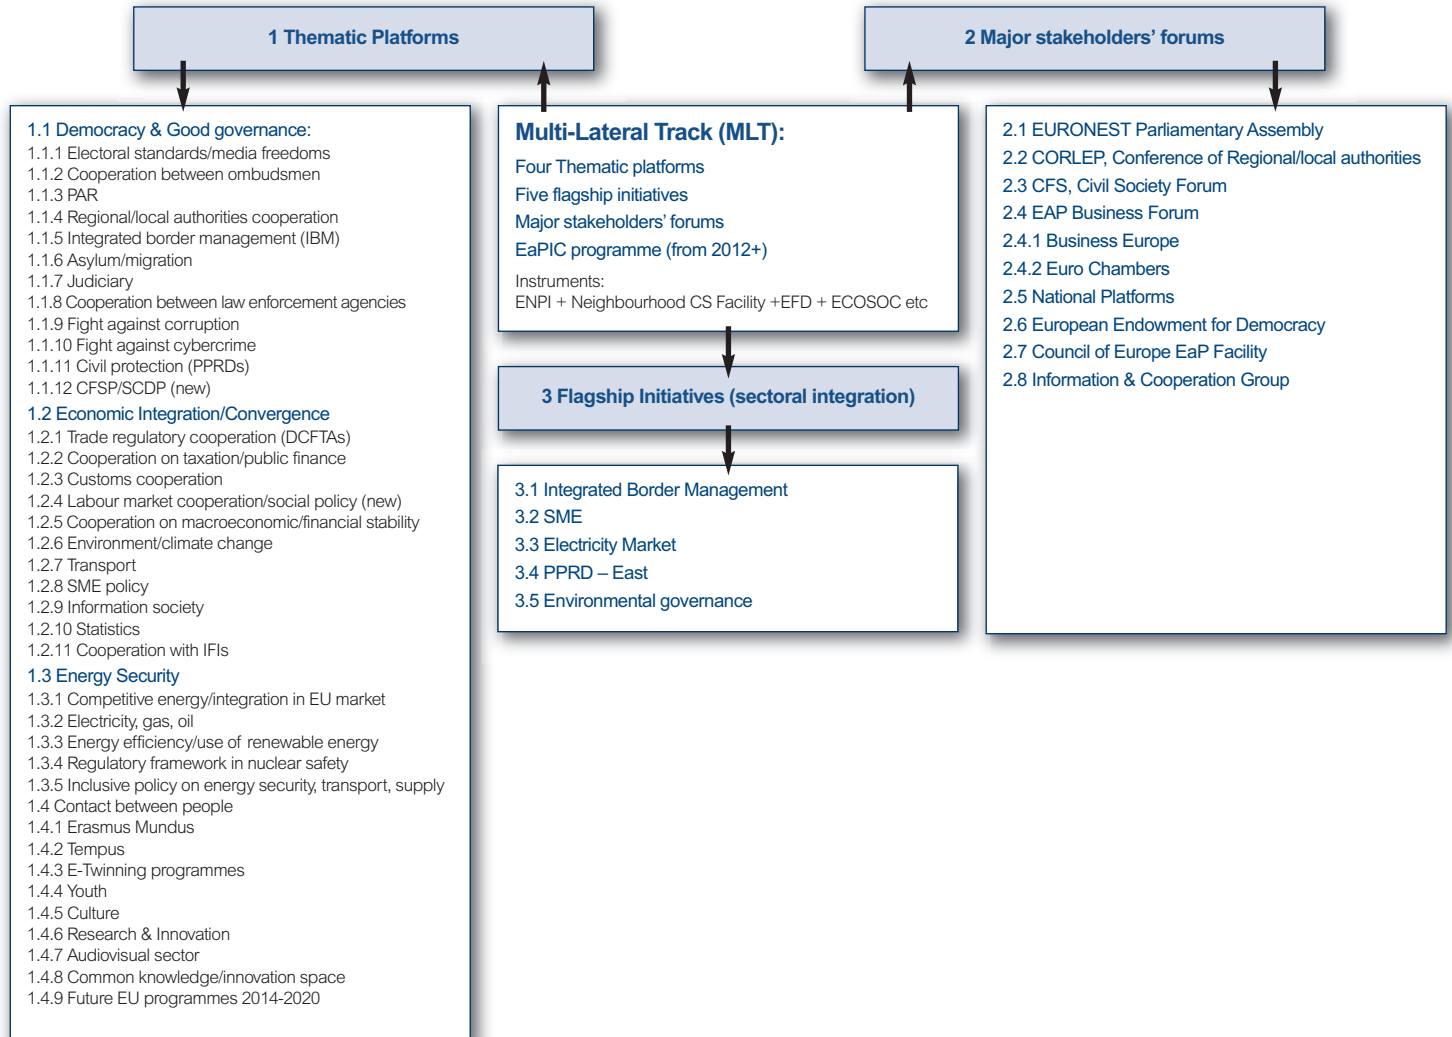 1 Thematic Platforms
2 Major stakeholders’ forums
1.1 Democracy & Good governance:
1.1.1 Electoral standards/media freedoms
1.1.2 Cooperation between ombudsmen
1.1.3 PAR
1.1.4 Regional/local authorities cooperation
1.1.5 Integrated border management (IBM)
1.1.6 Asylum/migration
1.1.7 Judiciary
1.1.8 Cooperation between law enforcement agencies
1.1.9 Fight against corruption
1.1.10 Fight against cybercrime
1.1.11 Civil protection (PPRDs)
1.1.12 CFSP/SCDP (new)
1.2 Economic Integration/Convergence
1.2.1 Trade regulatory cooperation (DCFTAs)
1.2.2 Cooperation on taxation/public finance
1.2.3 Customs cooperation
1.2.4 Labour market cooperation/social policy (new)
1.2.5 Cooperation on macroeconomic/financial stability
1.2.6 Environment/climate change
1.2.7 Transport
1.2.8 SME policy
1.2.9 Information society
1.2.10 Statistics
1.2.11 Cooperation with IFIs
1.3 Energy Security
1.3.1 Competitive energy/integration in EU market
1.3.2 Electricity, gas, oil
1.3.3 Energy efficiency/use of renewable energy
1.3.4 Regulatory framework in nuclear safety
1.3.5 Inclusive policy on energy security, transport, supply
1.4 Contact between people
1.4.1 Erasmus Mundus
1.4.2 Tempus
1.4.3 E-Twinning programmes
1.4.4 Youth
1.4.5 Culture
1.4.6 Research & Innovation
1.4.7 Audiovisual sector
1.4.8 Common knowledge/innovation space
1.4.9 Future EU programmes 2014-2020
Multi-Lateral Track (MLT):
Four Thematic platforms
Five flagship initiatives
Major stakeholders’ forums
EaPIC programme (from 2012+)
Instruments:
ENPI + Neighbourhood CS Facility +EFD + ECOSOC etc
3 Flagship Initiatives (sectoral integration)
3.1 Integrated Border Management
3.2 SME
3.3 Electricity Market
3.4 PPRD – East
3.5 Environmental governance
2.1 EURONEST Parliamentary Assembly
2.2 CORLEP, Conference of Regional/local authorities
2.3 CFS, Civil Society Forum
2.4 EAP Business Forum
2.4.1 Business Europe
2.4.2 Euro Chambers
2.5 National Platforms
2.6 European Endowment for Democracy
2.7 Council of Europe EaP Facility
2.8 Information & Cooperation Group